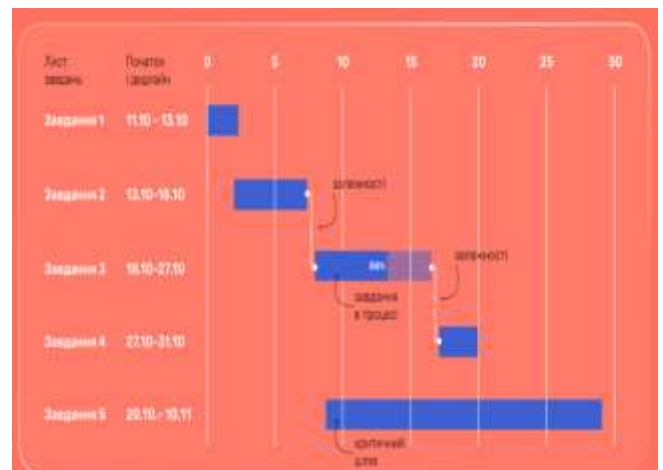 Лист
завдань
Початок
і дедлайн
0 5 10 15 20 25 30
Завдання 1 11.10 - 13.10
Завдання 2 13.10-18.10
залежності
Завдання 3 18.10-27.10
залежності
завдання
в процесі
Завдання 4 27.10-31.10
Завдання 5 20.10. - 10.11
критичний
шлях